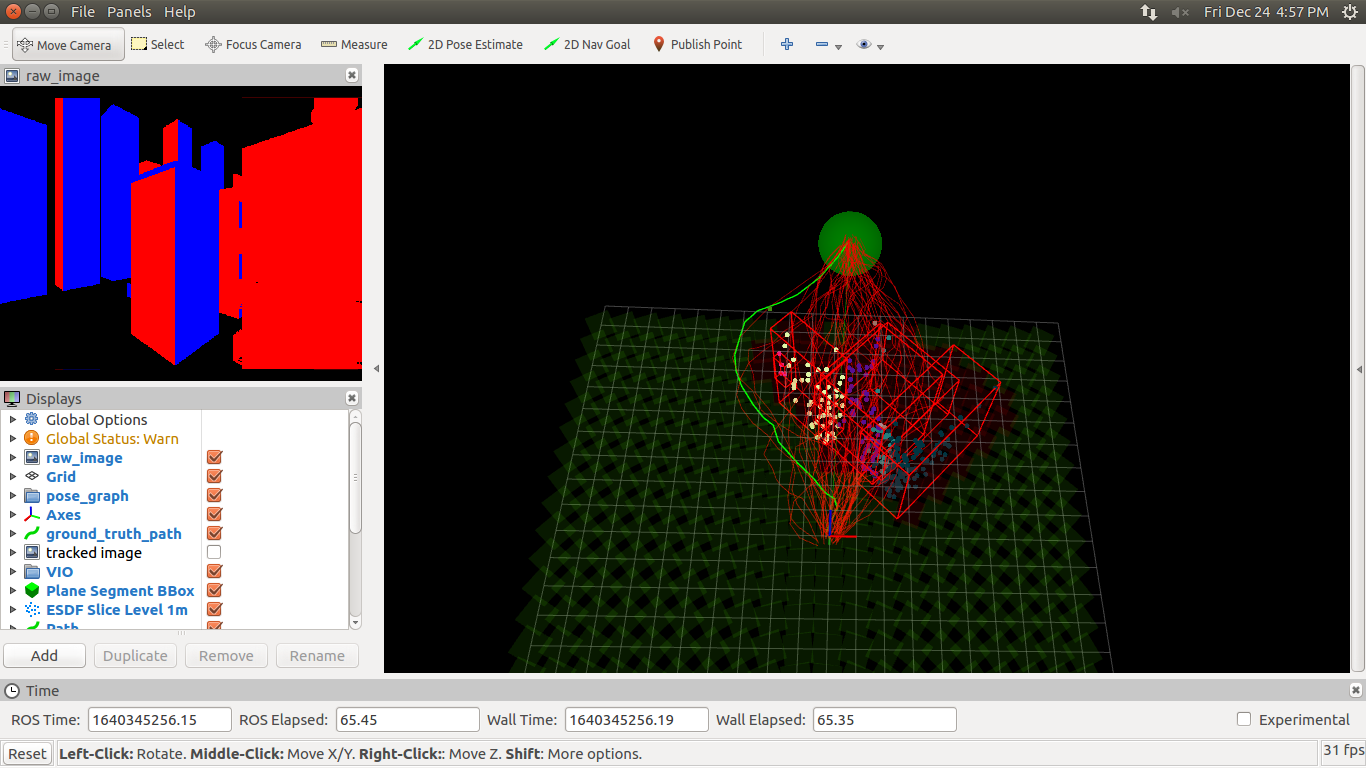 File Panels Help Fri Dec 24 4:57 PM
Move Camera Select Focus Camera Measure 2D Pose Estimate 2D Nav Goal Publish Point
raw_image
Displays
Global Options
Global Status: Warn
raw_image
Grid
pose_graph
Axes
ground_truth_path
tracked image
VIO
Plane Segment BBox
ESDF Slice Level 1m
Path
Add Duplicate Remove Rename
Time
ROS Time: 1640345256.15 ROS Elapsed: 65.45 Wall Time: 1640345256.19 Wall Elapsed: 65.35 Experimental
Reset Left-Click: Rotate. Middle-Click: Move X/Y. Right-Click:: Move Z. Shift: More options. 31 fps